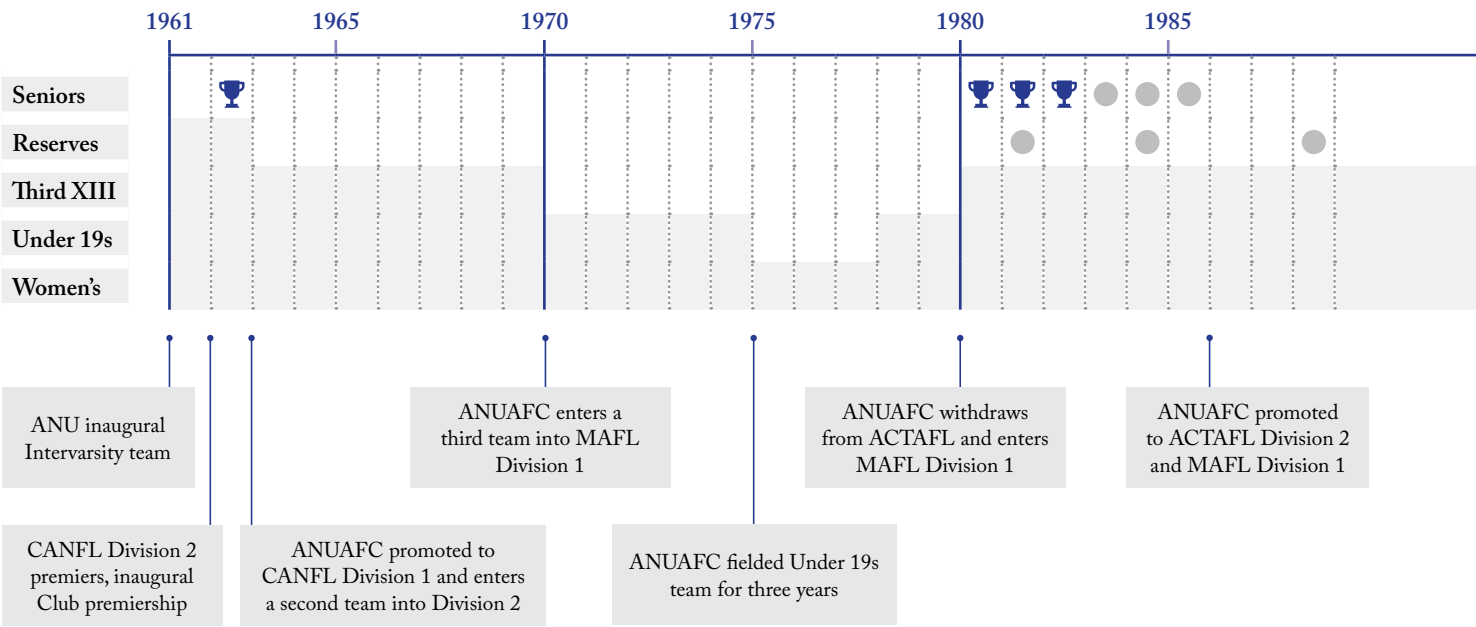 1961 1965 1970 1975 1980 1985
Seniors
Reserves
Third XIII
Under 19s
Women's
ANU inaugural
Intervarsity team
CANFL Division 2
premiers, inaugural
Club premiership
ANUAFC promoted to
CANFL Division 1 and enters
a second team into Division 2
ANUAFC enters a
third team into MAFL
Division 1
ANUAFC fielded Under 19s
team for three years
ANUAFC withdraws
from ACTAFL and enters
MAFL Division 1
ANUAFC promoted
to ACTAFL Division 2
and MAFL Division 1